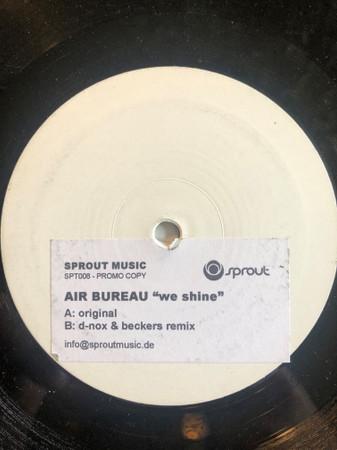 SPROUT MUSIC
SPT008 - PROMO COPY
sprout
AIR BUREAU “we shine”
A: original
B: d-nox & beckers remix
info@sproutmusic.de